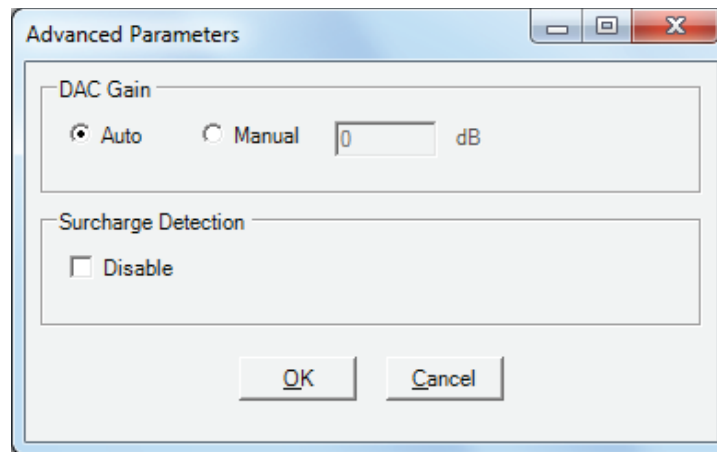 Advanced Parameters
DAC Gain
Auto Manual 0 dB
Surcharge Detection
Disable
OK Cancel